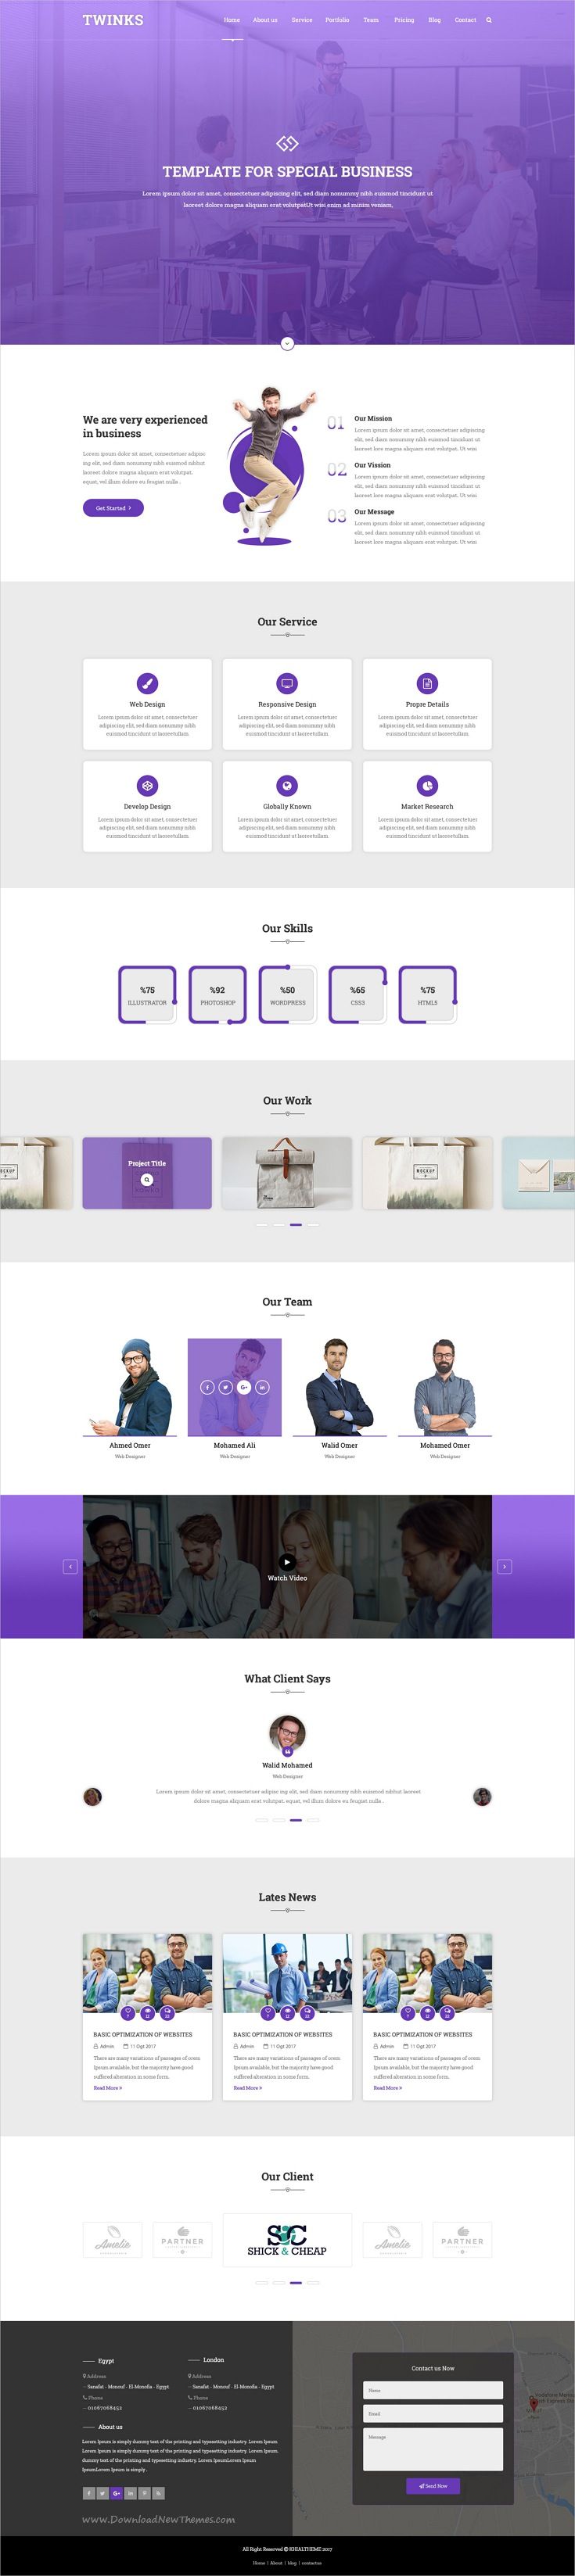 TWINKS
Home About us Service Portfolio Team Pricing Blog Contact
TEMPLATE FOR SPECIAL BUSINESS
Lorem ipsum dolor sit amet, consectetuer adipiscing elit, sed diam nonummy nibh euismod tincidunt ut
laoreet dolore magna aliquam erat volutpatUt wisi enim ad minim veniam,
We are very experienced
in business
Lorem ipsum dolor sit amet, consectetuer adipisc
ing elit, sed diam nonummy nibh euismod nibhut
laoreet dolore magna aliquam erat volutpat.
equat, vel illum dolore eu feugiat nulla .
Get Started
01 Our Mission
Lorem ipsum dolor sit amet, consectetuer adipiscing
elit, sed diam nonummy nibh euismod tincidunt ut
laoreet lore magna aliquam erat volutpat. Ut wisi
02 Our Vission
Lorem ipsum dolor sit amet, consectetuer adipiscing
elit, sed diam nonummy nibh euismod tincidunt ut
laoreet lore magna aliquam erat volutpat. Ut wisi
03 Our Message
Lorem ipsum dolor sit amet, consectetuer adipiscing
elit, sed diam nonummy nibh euismod tincidunt ut
laoreet lore magna aliquam erat volutpat. Ut wisi
Our Service
Web Design
Lorem ipsum dolor sit amet, consectetuer
adipiscing elit, sed diam nonummy nibh
euismod tincidunt ut laoreetullam.
Responsive Design
Lorem ipsum dolor sit amet, consectetuer
adipiscing elit, sed diam nonummy nibh
euismod tincidunt ut laoreetullam.
Propre Details
Lorem ipsum dolor sit amet, consectetuer
adipiscing elit, sed diam nonummy nibh
euismod tincidunt ut laoreetullam.
Develop Design
Lorem ipsum dolor sit amet, consectetuer
adipiscing elit, sed diam nonummy nibh
euismod tincidunt ut laoreetullam.
Globally Known
Lorem ipsum dolor sit amet, consectetuer
adipiscing elit, sed diam nonummy nibh
euismod tincidunt ut laoreetullam.
Market Research
Lorem ipsum dolor sit amet, consectetuer
adipiscing elit, sed diam nonummy nibh
euismod tincidunt ut laoreetullam.
Our Skills
%75 %92 %50 %65 %75
ILLUSTRATOR PHOTOSHOP WORDPRESS CSS3 HTML5
Our Work
Project Title
MOCKUP
Our Team
Ahmed Omer Mohamed Ali Walid Omer Mohamed Omer
Web Designer Web Designer Web Designer Web Designer
Watch Video
What Client Says
Walid Mohamed
Web Designer
Lorem ipsum dolor sit amet, consectetuer adipisc ing elit, sed diam nonummy nibh euismod nibhut laoreet
dolore magna aliquam erat volutpat, equat, vel illum dolore eu feugiat nulla .
Lates News
BASIC OPTIMIZATION OF WEBSITES
Admin 11 Ogt 2017
There are many variations of passages of orem
Ipsum available, but the majority have good
suffered alteration in some form.
Read More »
BASIC OPTIMIZATION OF WEBSITES
Admin 11 Ogt 2017
There are many variations of passages of orem
Ipsum available, but the majority have good
suffered alteration in some form.
Read More »
BASIC OPTIMIZATION OF WEBSITES
Admin 11 Ogt 2017
There are many variations of passages of orem
Ipsum available, but the majority have good
suffered alteration in some form.
Read More »
Our Client
Amelie PARTNER SHICK & CHEAP Amelie PARTNER
Egypt
Address
Sanafat - Monouf - El-Monofia - Egypt
Phone
01067068452
London
Address
Sanafat - Monouf - El-Monofia - Egypt
Phone
01067068452
About us
Lorem Ipsum is simply dummy text of the printing and typesetting industry. Lorem Ipsum
Lorem Ipsum is simply dummy text of the printing and typesetting industry. Lorem Ipsum.
dummy text of the printing and typesetting industry. Lorem IpsumLorem Ipsum
IpsumLorem Ipsum is simply .
www.DownloadNewThemes.com
Contact us Now
Name
Email
Message
Send Now
All Right Reserved © KHEALTHEME 2017
Home | About | blog | contactus